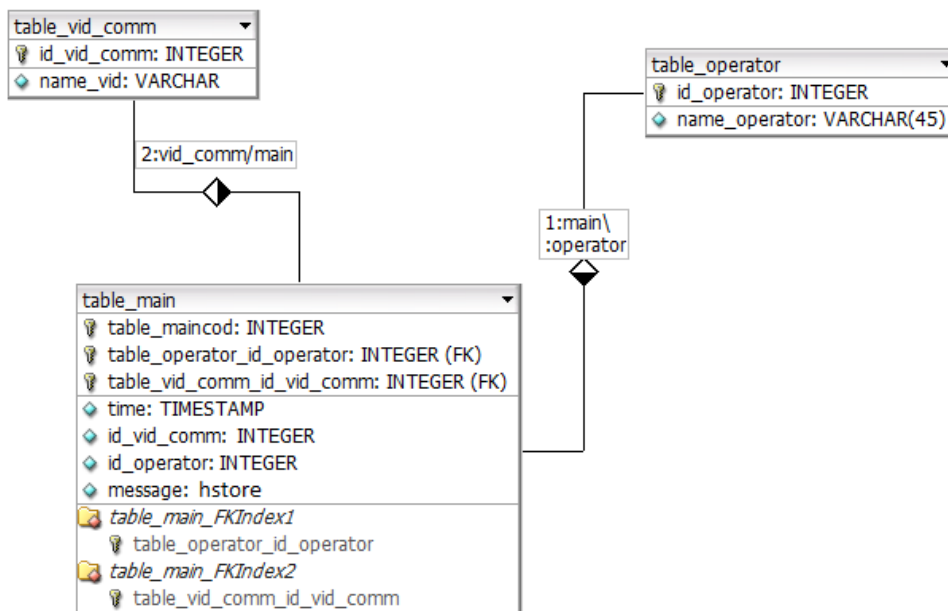 table_vid_comm
id_vid_comm: INTEGER
name_vid: VARCHAR
table_operator
id_operator: INTEGER
name_operator: VARCHAR(45)
2:vid_comm/main
1:main\
:operator
table_main
table_maincod: INTEGER
table_operator_id_operator: INTEGER (FK)
table_vid_comm_id_vid_comm: INTEGER (FK)
time: TIMESTAMP
id_vid_comm: INTEGER
id_operator: INTEGER
message: hstore
table_main_FKIndex1
table_operator_id_operator
table_main_FKIndex2
table_vid_comm_id_vid_comm